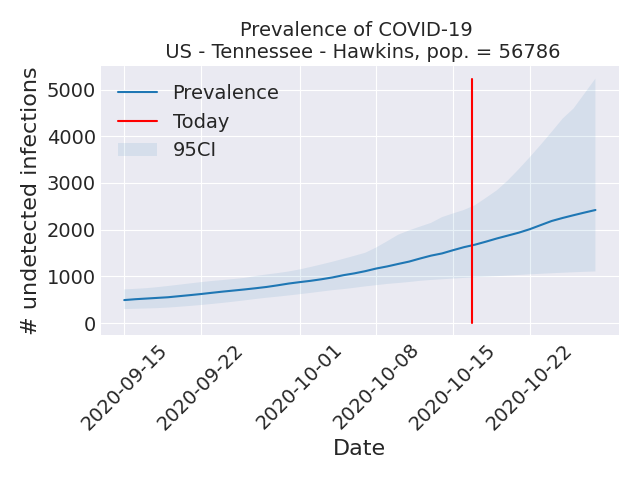 Prevalence of COVID-19
US - Tennessee - Hawkins, pop. = 56786
# undetected infections
5000
4000
3000
2000
1000
0
Prevalence
Today
95CI
2020-09-15
2020-09-22
2020-10-01
2020-10-08
2020-10-15
2020-10-22
Date